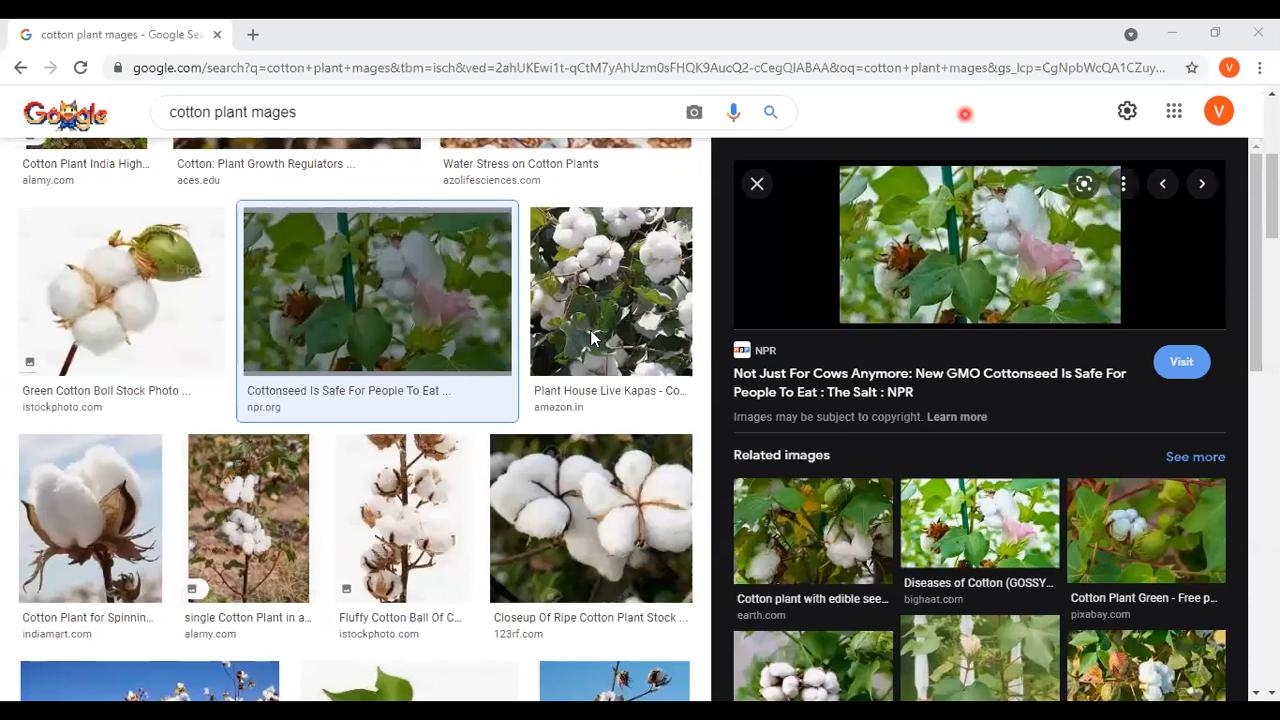 cotton plant mages - Google Sea
google.com/search?q=cotton+plant+mages&tbm=isch&ved=2ahUKEwi1t-qCtM7yAhUzm0sFHQK9AucQ2-cCegQIABAA&oq=cotton+plant+mages&gs_lcp=CgNpbWcQA1CZuy...
V
Google
cotton plant mages
V
Cotton Plant India High...
alamy.com
Cotton: Plant Growth Regulators ...
aces.edu
Water Stress on Cotton Plants
azolifesciences.com
iStock
Green Cotton Boll Stock Photo ...
istockphoto.com
Cottonseed Is Safe For People To Eat ...
npr.org
Plant House Live Kapas - Co...
amazon.in
Cotton Plant for Spinnin...
indiamart.com
single Cotton Plant in a...
alamy.com
Fluffy Cotton Ball Of C...
istockphoto.com
Closeup Of Ripe Cotton Plant Stock ...
123rf.com
npr
NPR
Visit
Not Just For Cows Anymore: New GMO Cottonseed Is Safe For
People To Eat : The Salt : NPR
Images may be subject to copyright. Learn more
Related images
See more
Cotton plant with edible see...
earth.com
Diseases of Cotton (GOSSY...
bighaat.com
Cotton Plant Green - Free p...
pixabay.com